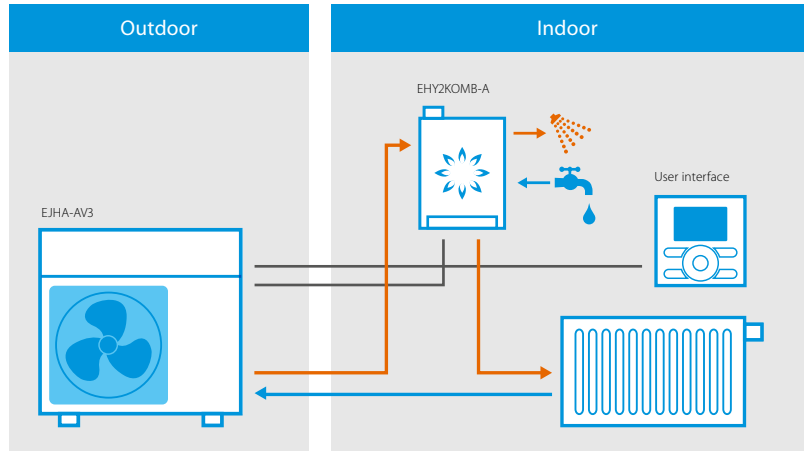 Outdoor
Indoor
EHY2KOMB-A
User interface
EJHA-AV3